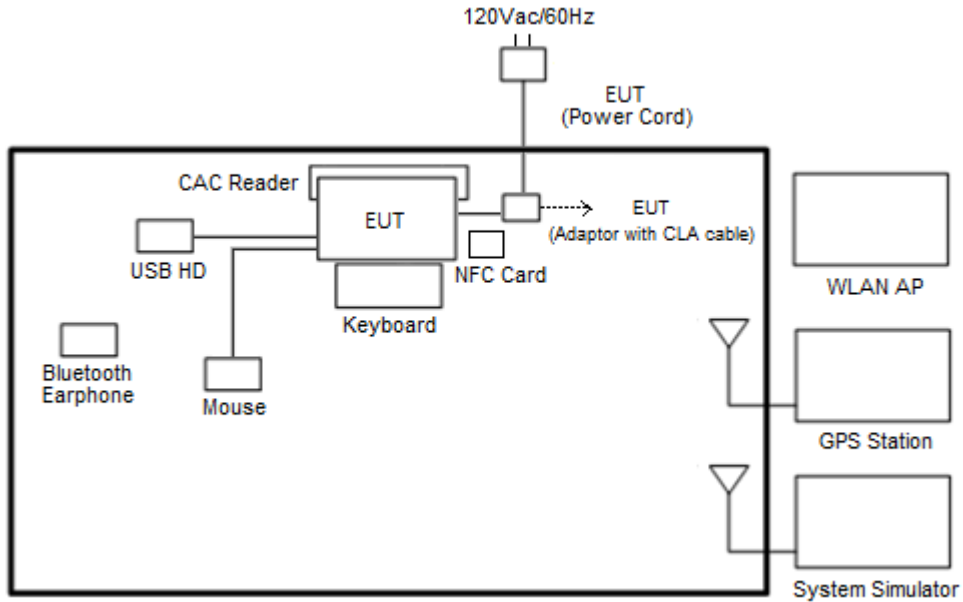 120Vac/60Hz
EUT
(Power Cord)
CAC Reader
EUT
EUT
(Adaptor with CLA cable)
USB HD
NFC Card
WLAN AP
Keyboard
Bluetooth
Earphone
Mouse
GPS Station
System Simulator